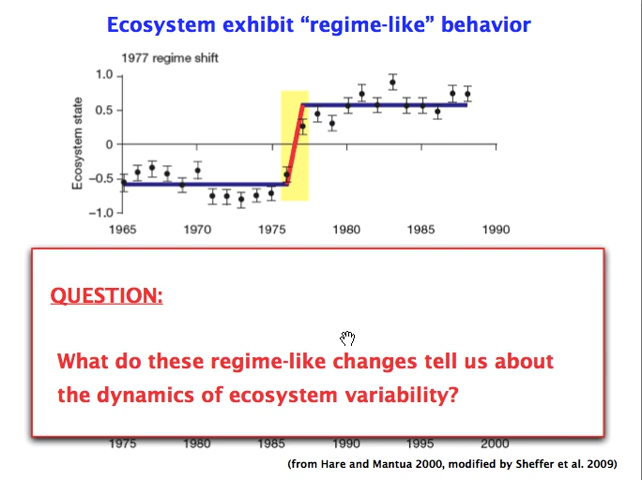 Ecosystem exhibit “regime-like” behavior
1977 regime shift
Ecosystem state
1.0
0.5
0
−0.5
−1.0
1965 1970 1975 1980 1985 1990
QUESTION:
What do these regime-like changes tell us about
the dynamics of ecosystem variability?
1975 1980 1985 1990 1995 2000
(from Hare and Mantua 2000, modified by Sheffer et al. 2009)